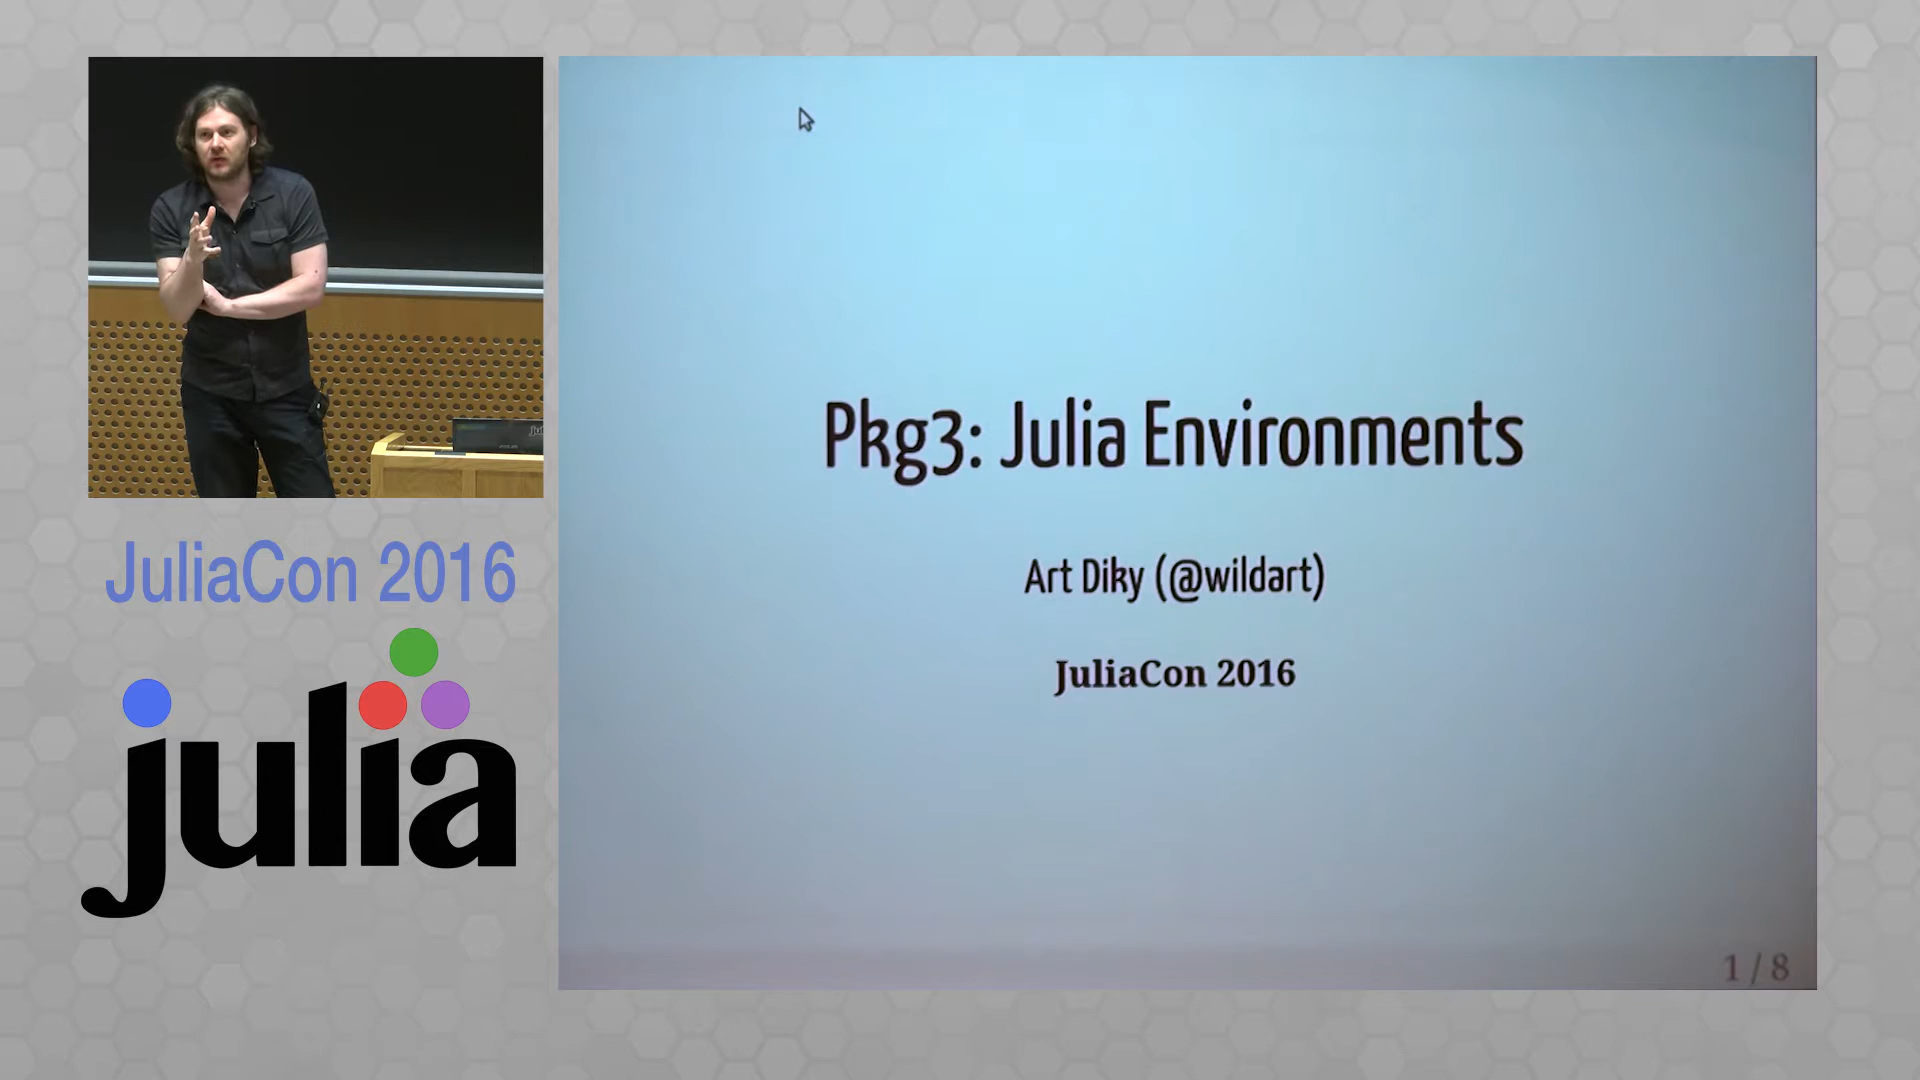 JuliaCon 2016
julia
Pkg3: Julia Environments
Art Diky (@wildart)
JuliaCon 2016
1 / 8